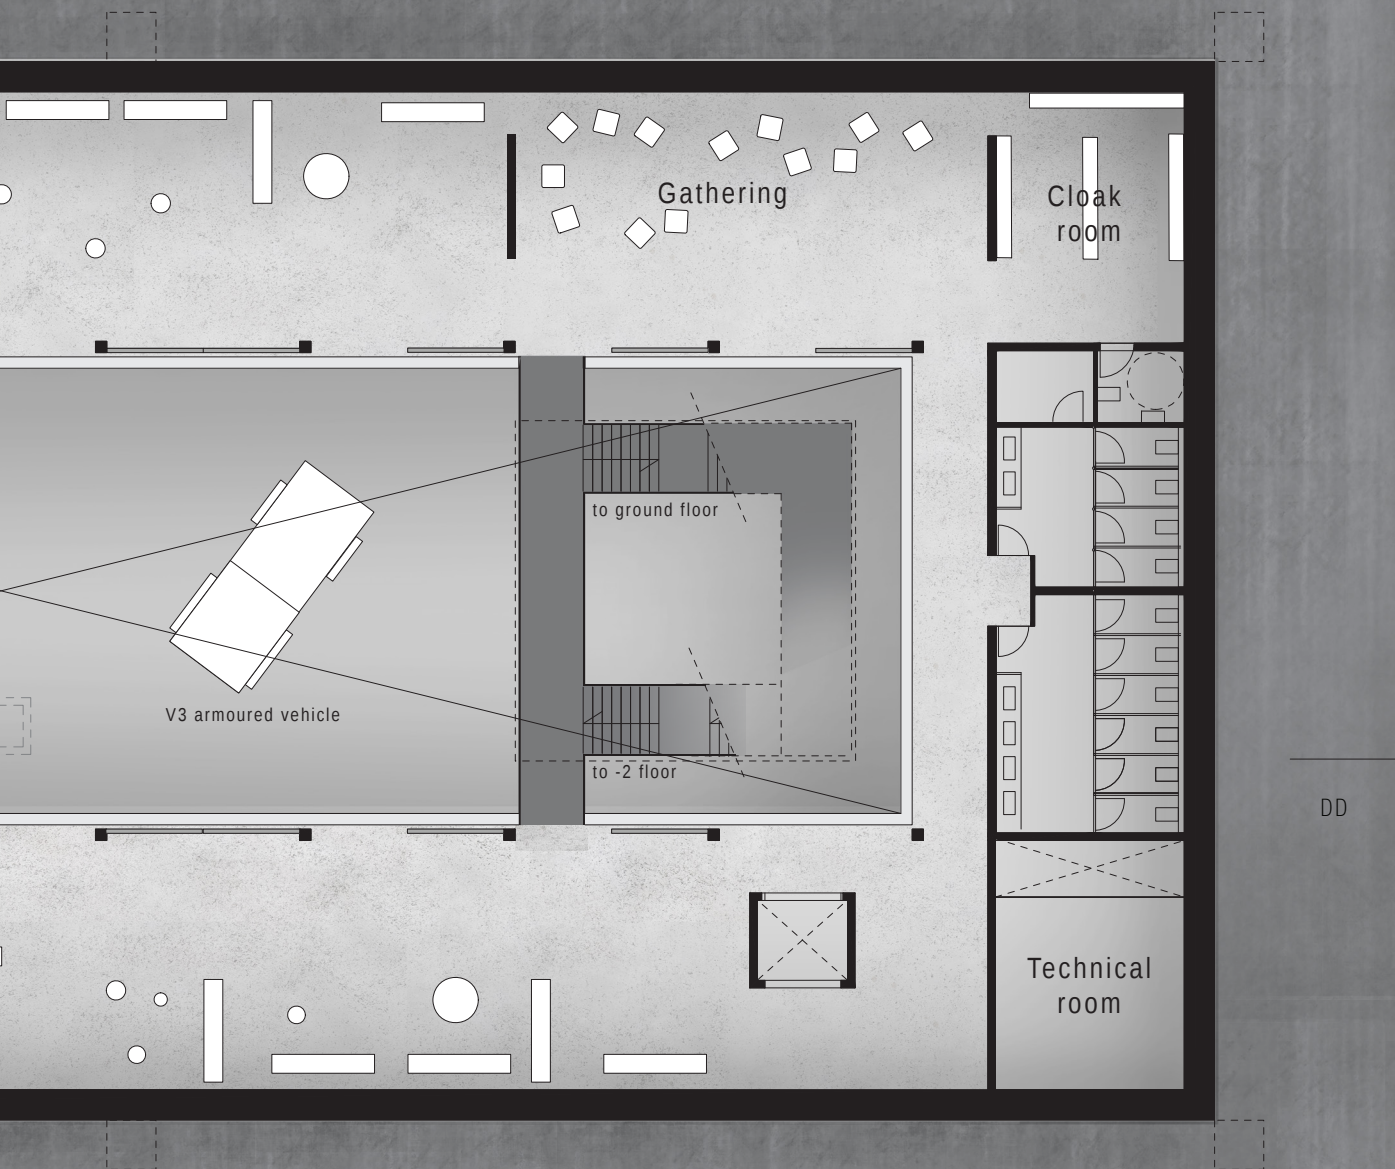 Gathering
Cloak
room
to ground floor
V3 armoured vehicle
to -2 floor
DD
Technical
room